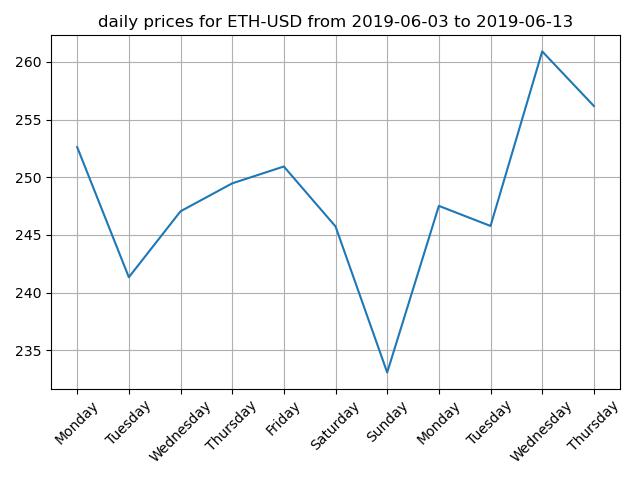 daily prices for ETH-USD from 2019-06-03 to 2019-06-13
260
255
250
245
240
235
Monday
Tuesday
Wednesday
Thursday
Friday
Saturday
Sunday
Monday
Tuesday
Wednesday
Thursday